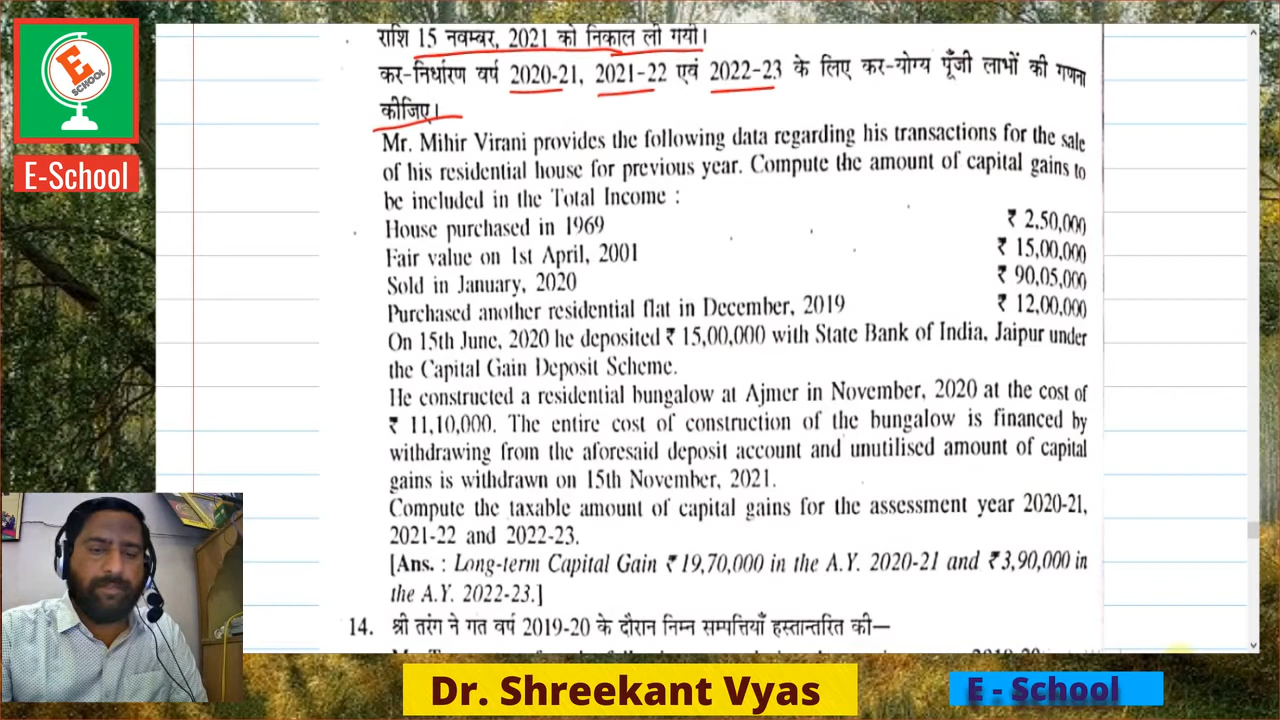 राशि 15 नवम्बर, 2021 को निकाल ली गयी।
कर-निर्धारण वर्ष 2020-21, 2021-22 एवं 2022-23 के लिए कर-योग्य पूँजी लाभों की गणना
कीजिए।
Mr. Mihir Virani provides the following data regarding his transactions for the sale
of his residential house for previous year. Compute the amount of capital gains to
be included in the Total Income :
House purchased in 1969 ₹ 2,50,000
Fair value on 1st April, 2001 ₹ 15,00,000
Sold in January, 2020 ₹ 90,05,000
Purchased another residential flat in December, 2019 ₹ 12,00,000
On 15th June, 2020 he deposited ₹ 15,00,000 with State Bank of India, Jaipur under
the Capital Gain Deposit Scheme.
He constructed a residential bungalow at Ajmer in November, 2020 at the cost of
₹ 11,10,000. The entire cost of construction of the bungalow is financed by
withdrawing from the aforesaid deposit account and unutilised amount of capital
gains is withdrawn on 15th November, 2021.
Compute the taxable amount of capital gains for the assessment year 2020-21,
2021-22 and 2022-23.
[Ans. : Long-term Capital Gain ₹ 19,70,000 in the A.Y. 2020-21 and ₹ 3,90,000 in
the A.Y. 2022-23.]
14. श्री तरंग ने गत वर्ष 2019-20 के दौरान निम्न सम्पत्तियाँ हस्तान्तरित की—
E
SCHOOL
E-School
Dr. Shreekant Vyas
E - School